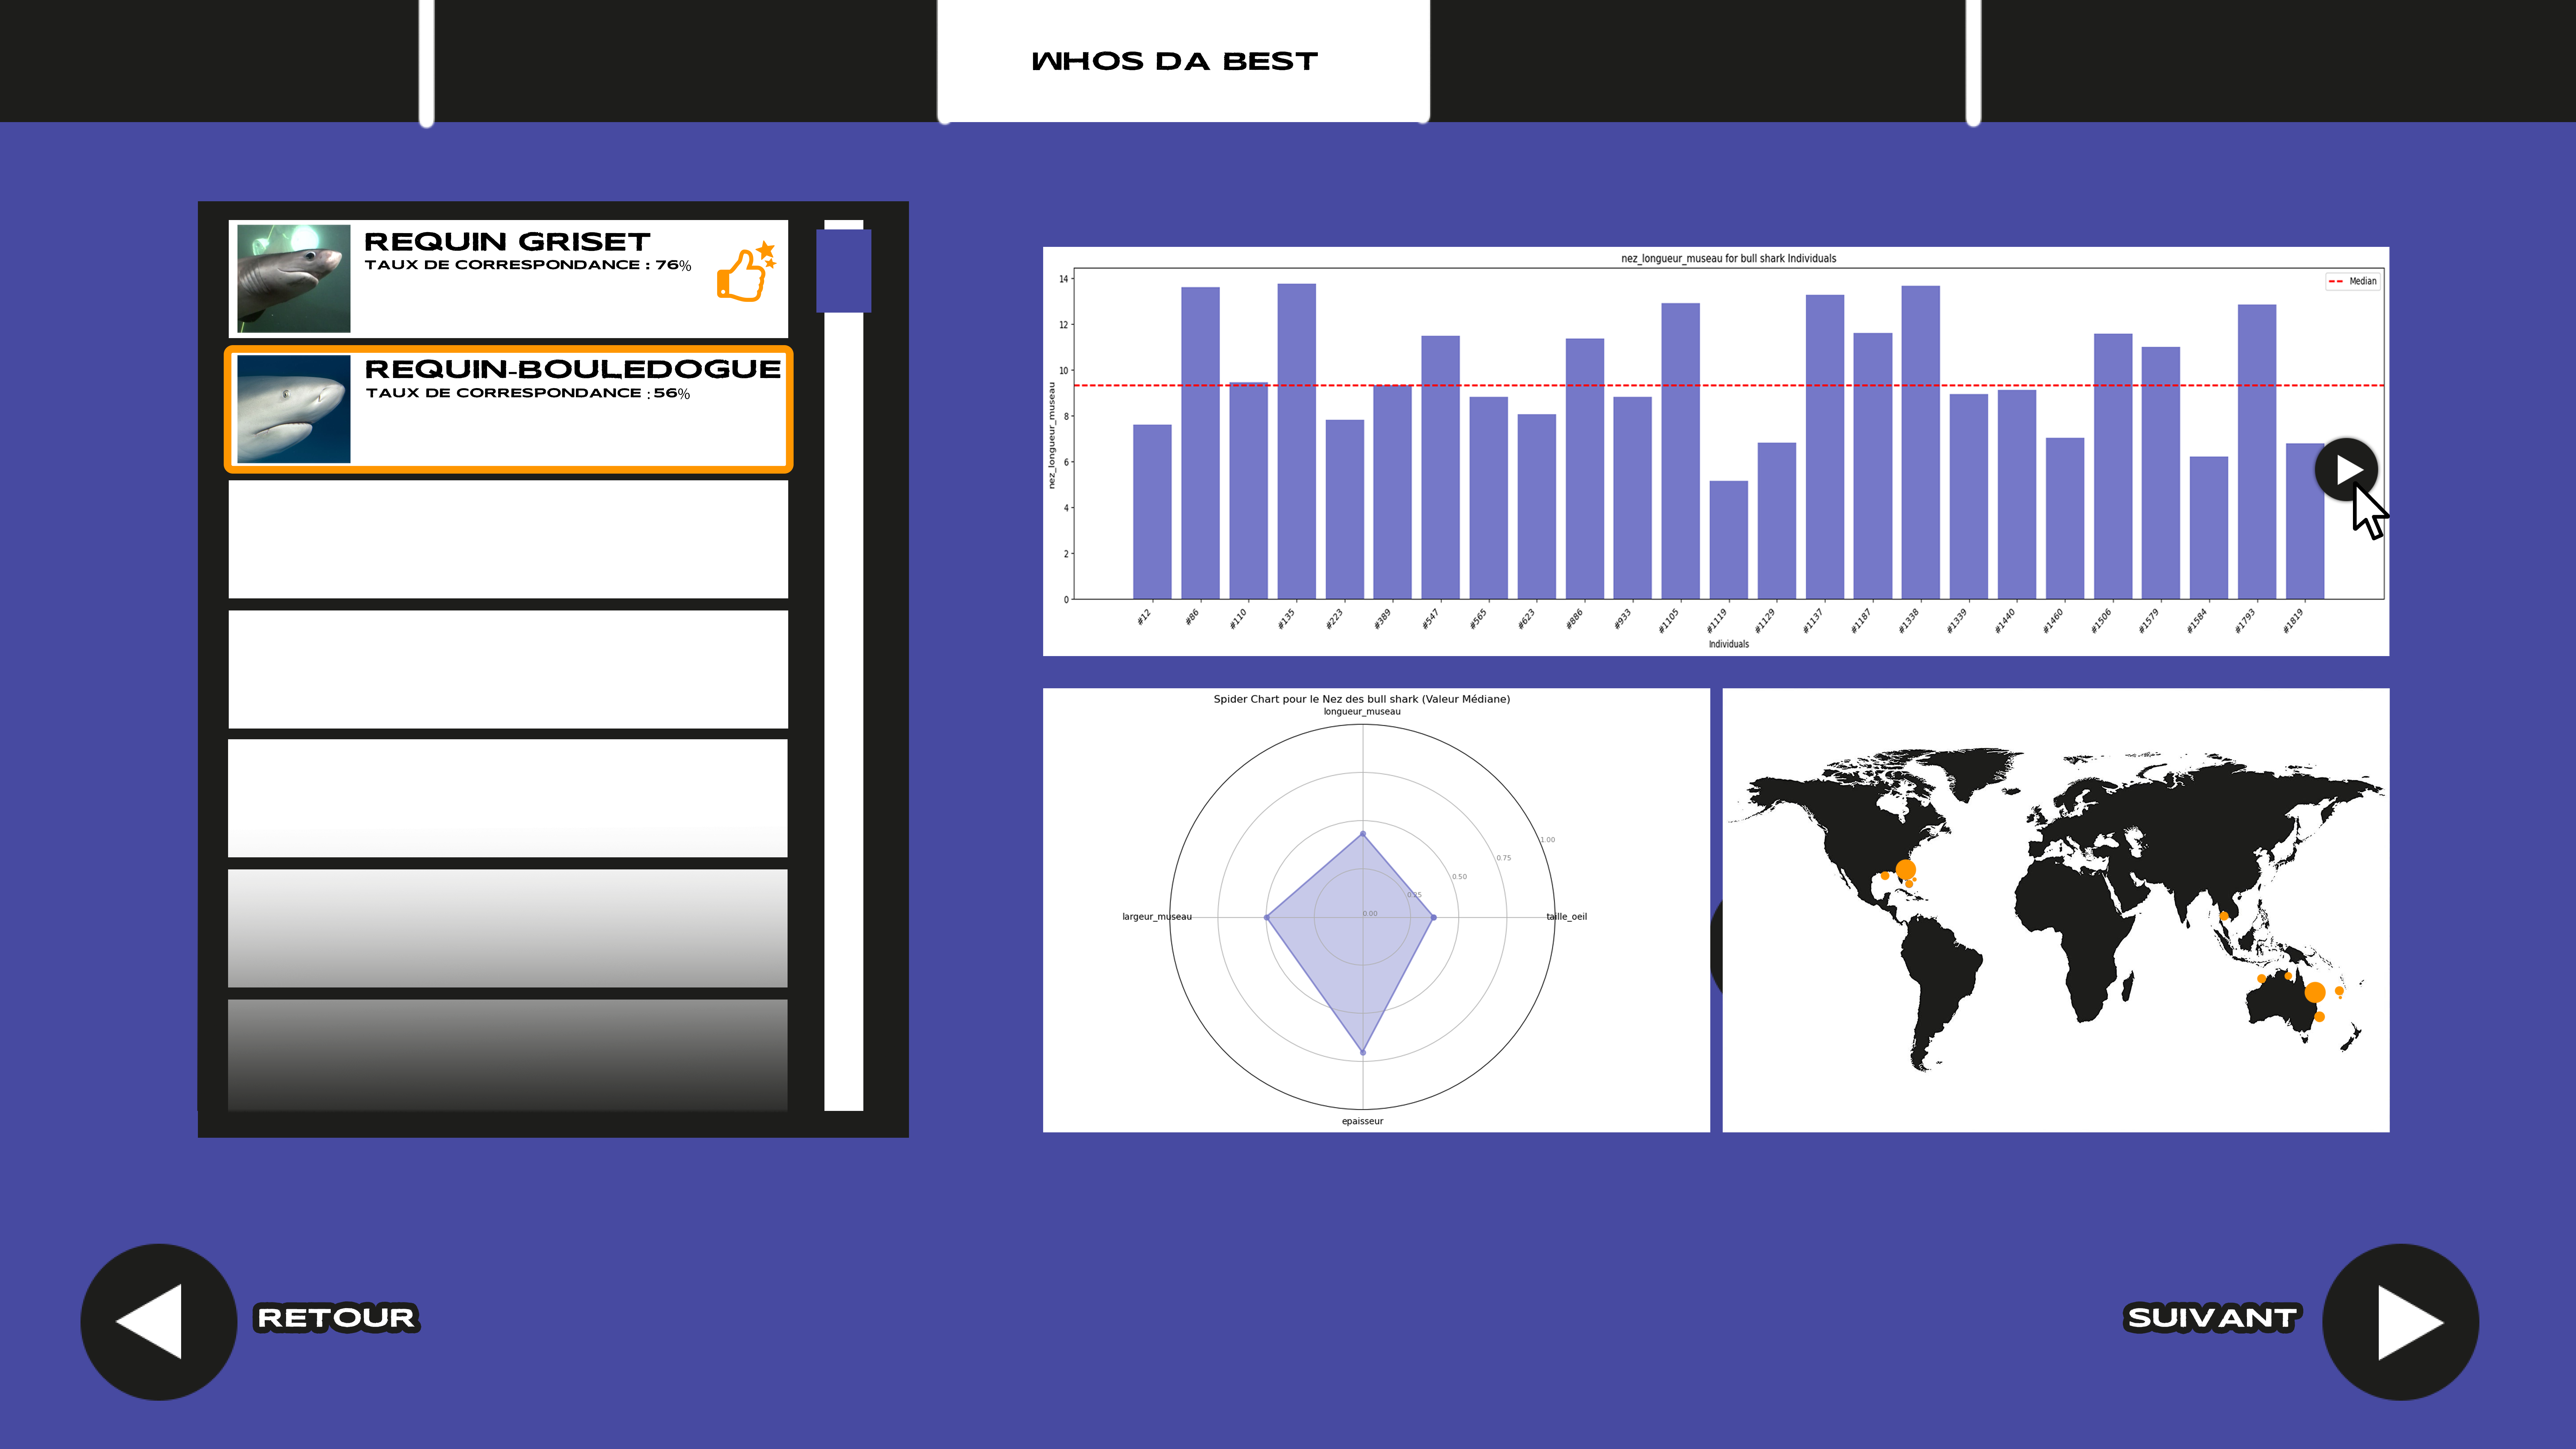 WHOS DA BEST
REQUIN GRISET
TAUX DE CORRESPONDANCE : 76%
REQUIN-BOULEDOGUE
TAUX DE CORRESPONDANCE : 56%
nez_longueur_museau for bull shark Individuals
Median
nez_longueur_museau
14
12
10
8
6
4
2
0
#12 #86 #110 #135 #223 #389 #547 #565 #623 #886 #933 #1105 #1119 #1129 #1137 #1187 #1338 #1339 #1440 #1460 #1506 #1579 #1584 #1793 #1819
Individuals
Spider Chart pour le Nez des bull shark (Valeur Médiane)
longueur_museau
1.00
0.75
0.50
0.25
0.00
largeur_museau
taille_oeil
epaisseur
RETOUR
SUIVANT